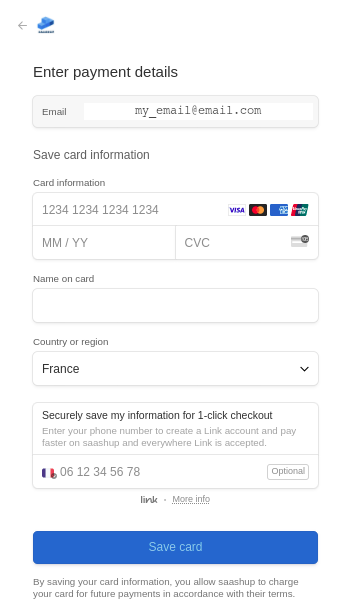 Enter payment details
Email my_email@email.com
Save card information
Card information
1234 1234 1234 1234 VISA
MM / YY CVC
Name on card
Country or region
France
Securely save my information for 1-click checkout
Enter your phone number to create a Link account and pay
faster on saashup and everywhere Link is accepted.
06 12 34 56 78 Optional
link · More info
Save card
By saving your card information, you allow saashup to charge
your card for future payments in accordance with their terms.